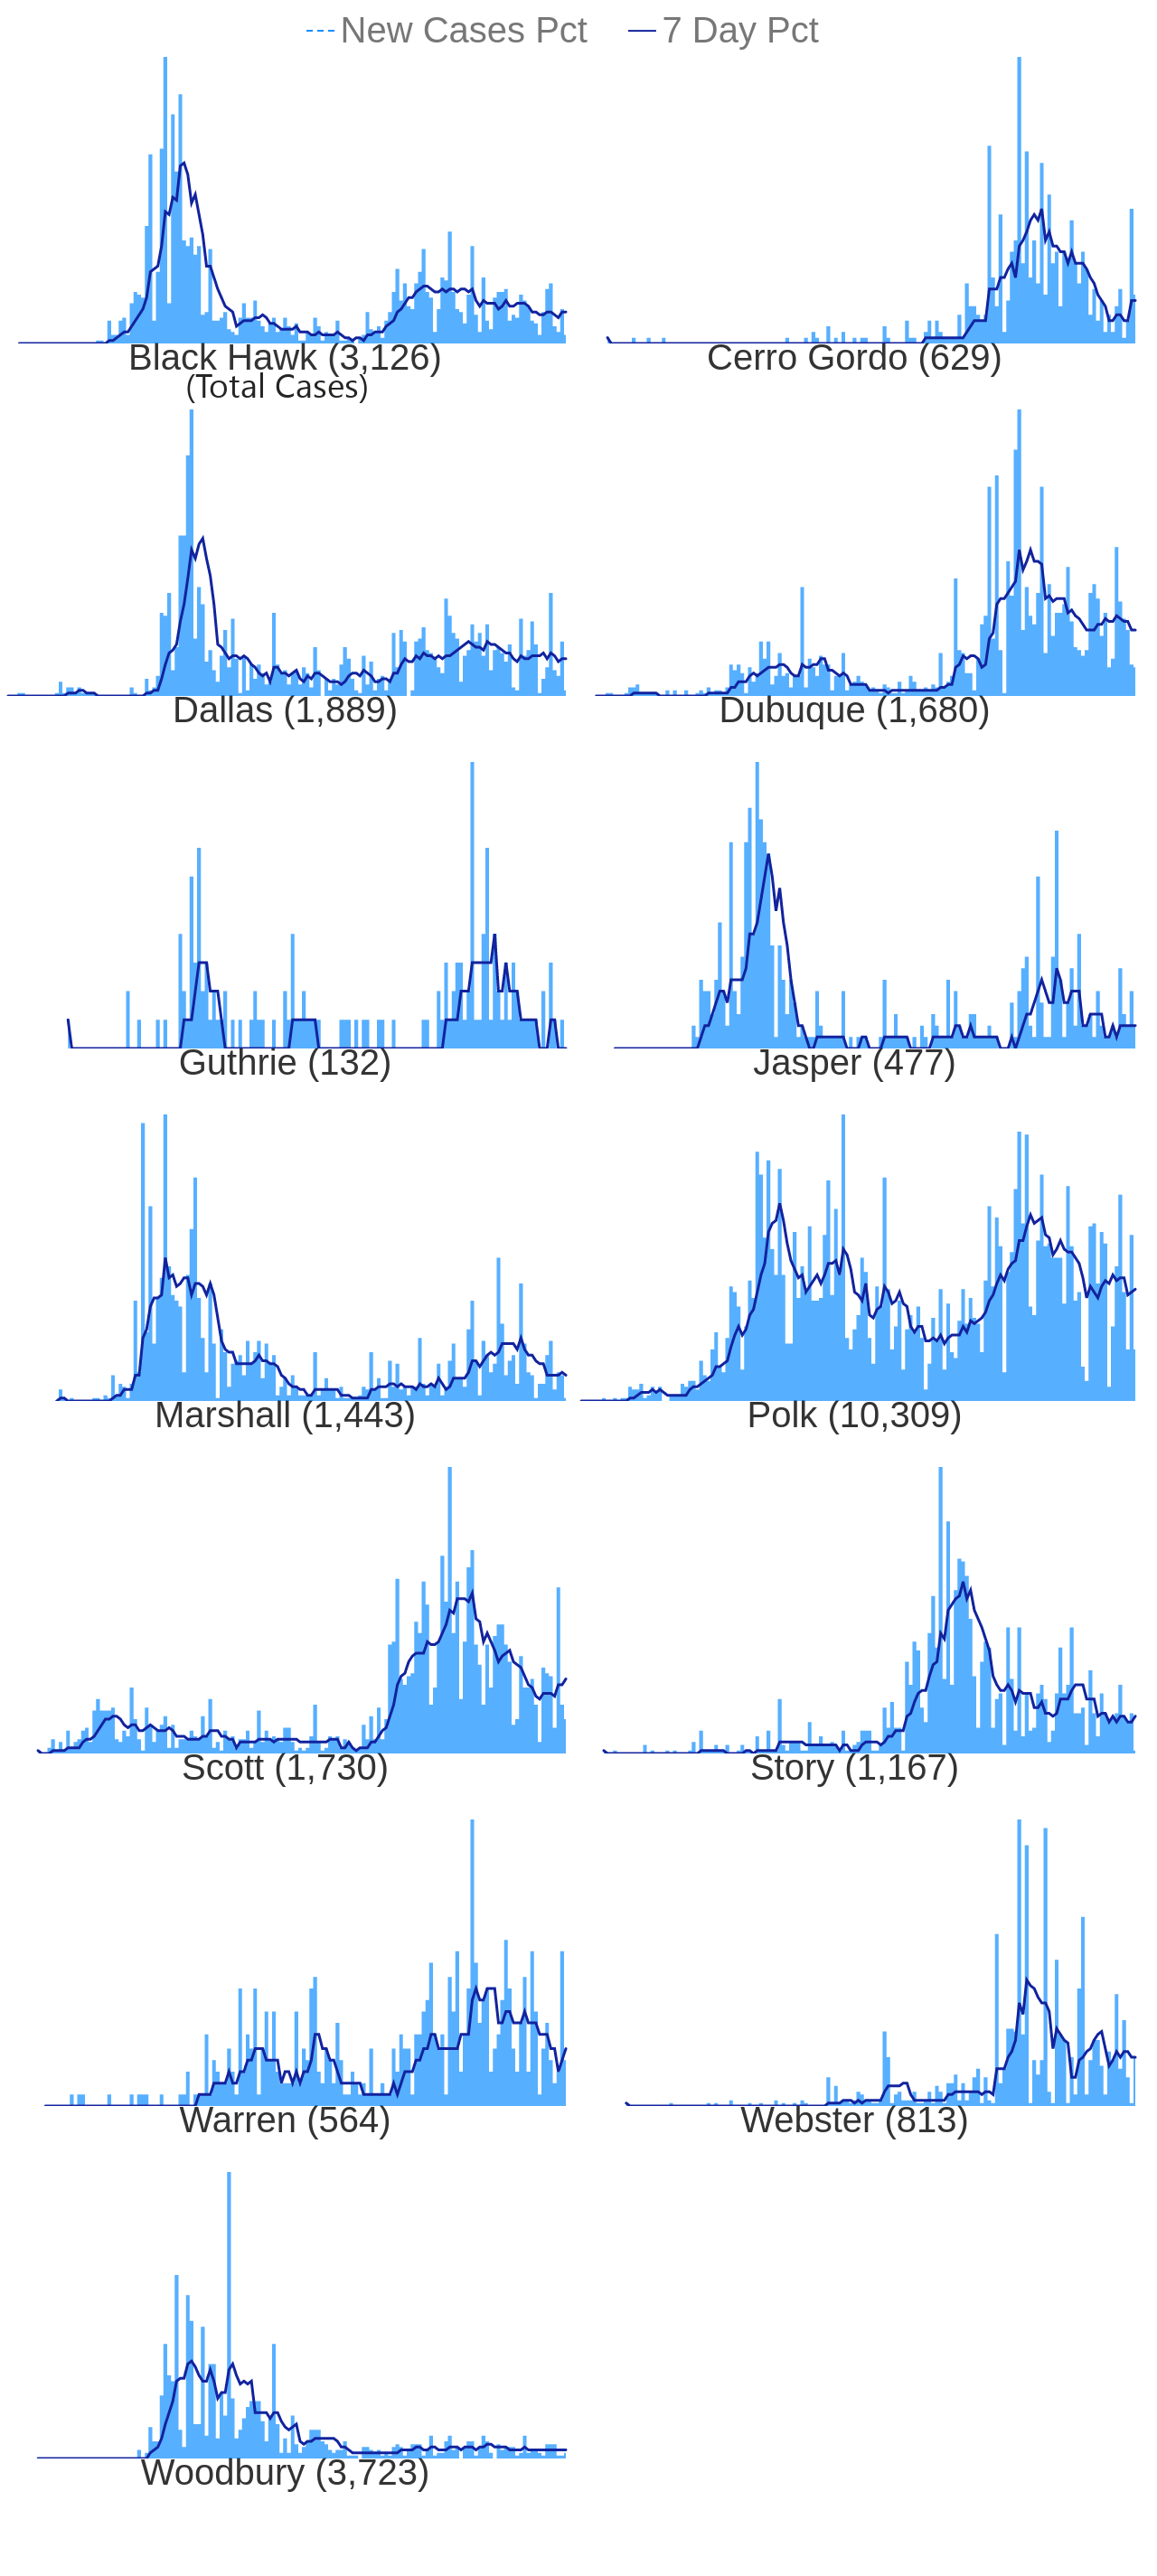 New Cases Pct 7 Day Pct
Black Hawk (3,126) Cerro Gordo (629)
(Total Cases)
Dallas (1,889) Dubuque (1,680)
Guthrie (132) Jasper (477)
Marshall (1,443) Polk (10,309)
Scott (1,730) Story (1,167)
Warren (564) Webster (813)
Woodbury (3,723)